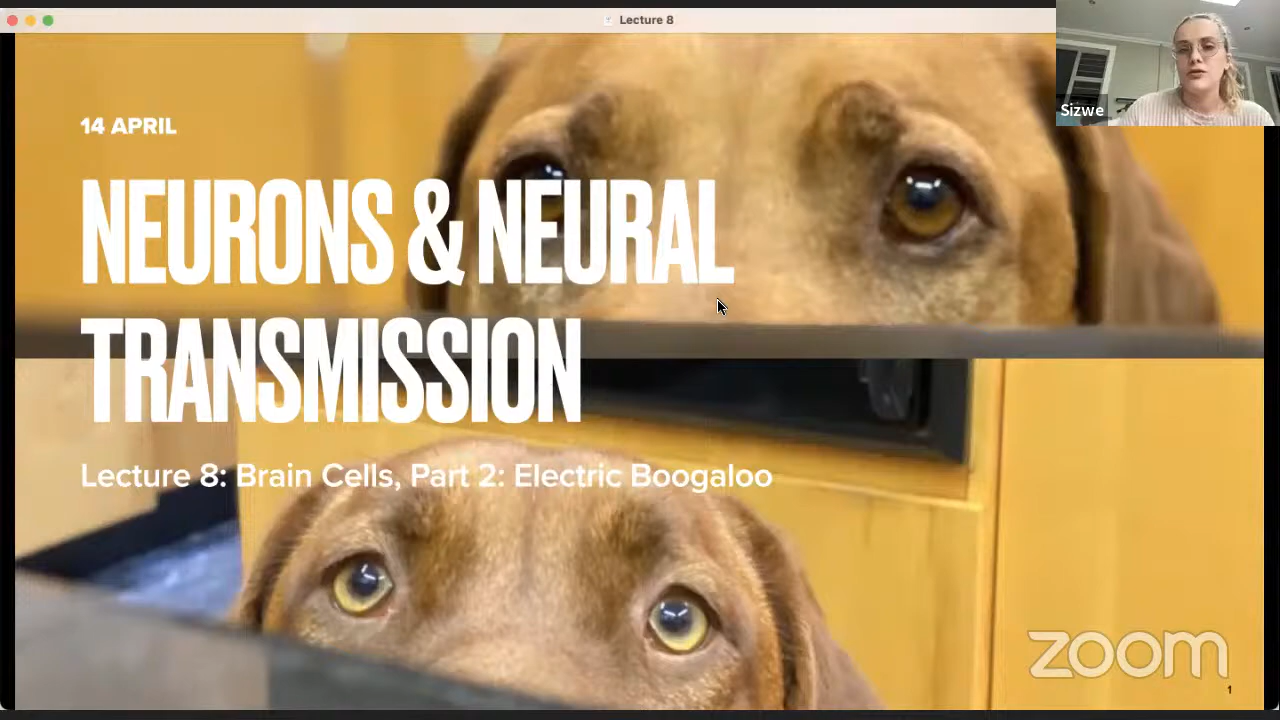 Lecture 8
Sizwe
14 APRIL
NEURONS & NEURAL
TRANSMISSION
Lecture 8: Brain Cells, Part 2: Electric Boogaloo
zoom
1